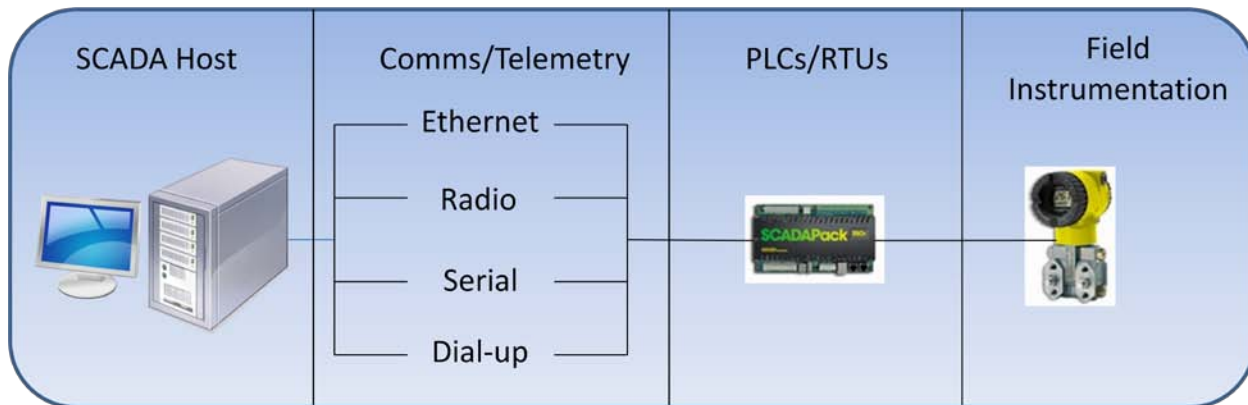 SCADA Host
Comms/Telemetry
PLCs/RTUs
Field
Instrumentation
Ethernet
Radio
Serial
Dial-up
SCADAPack